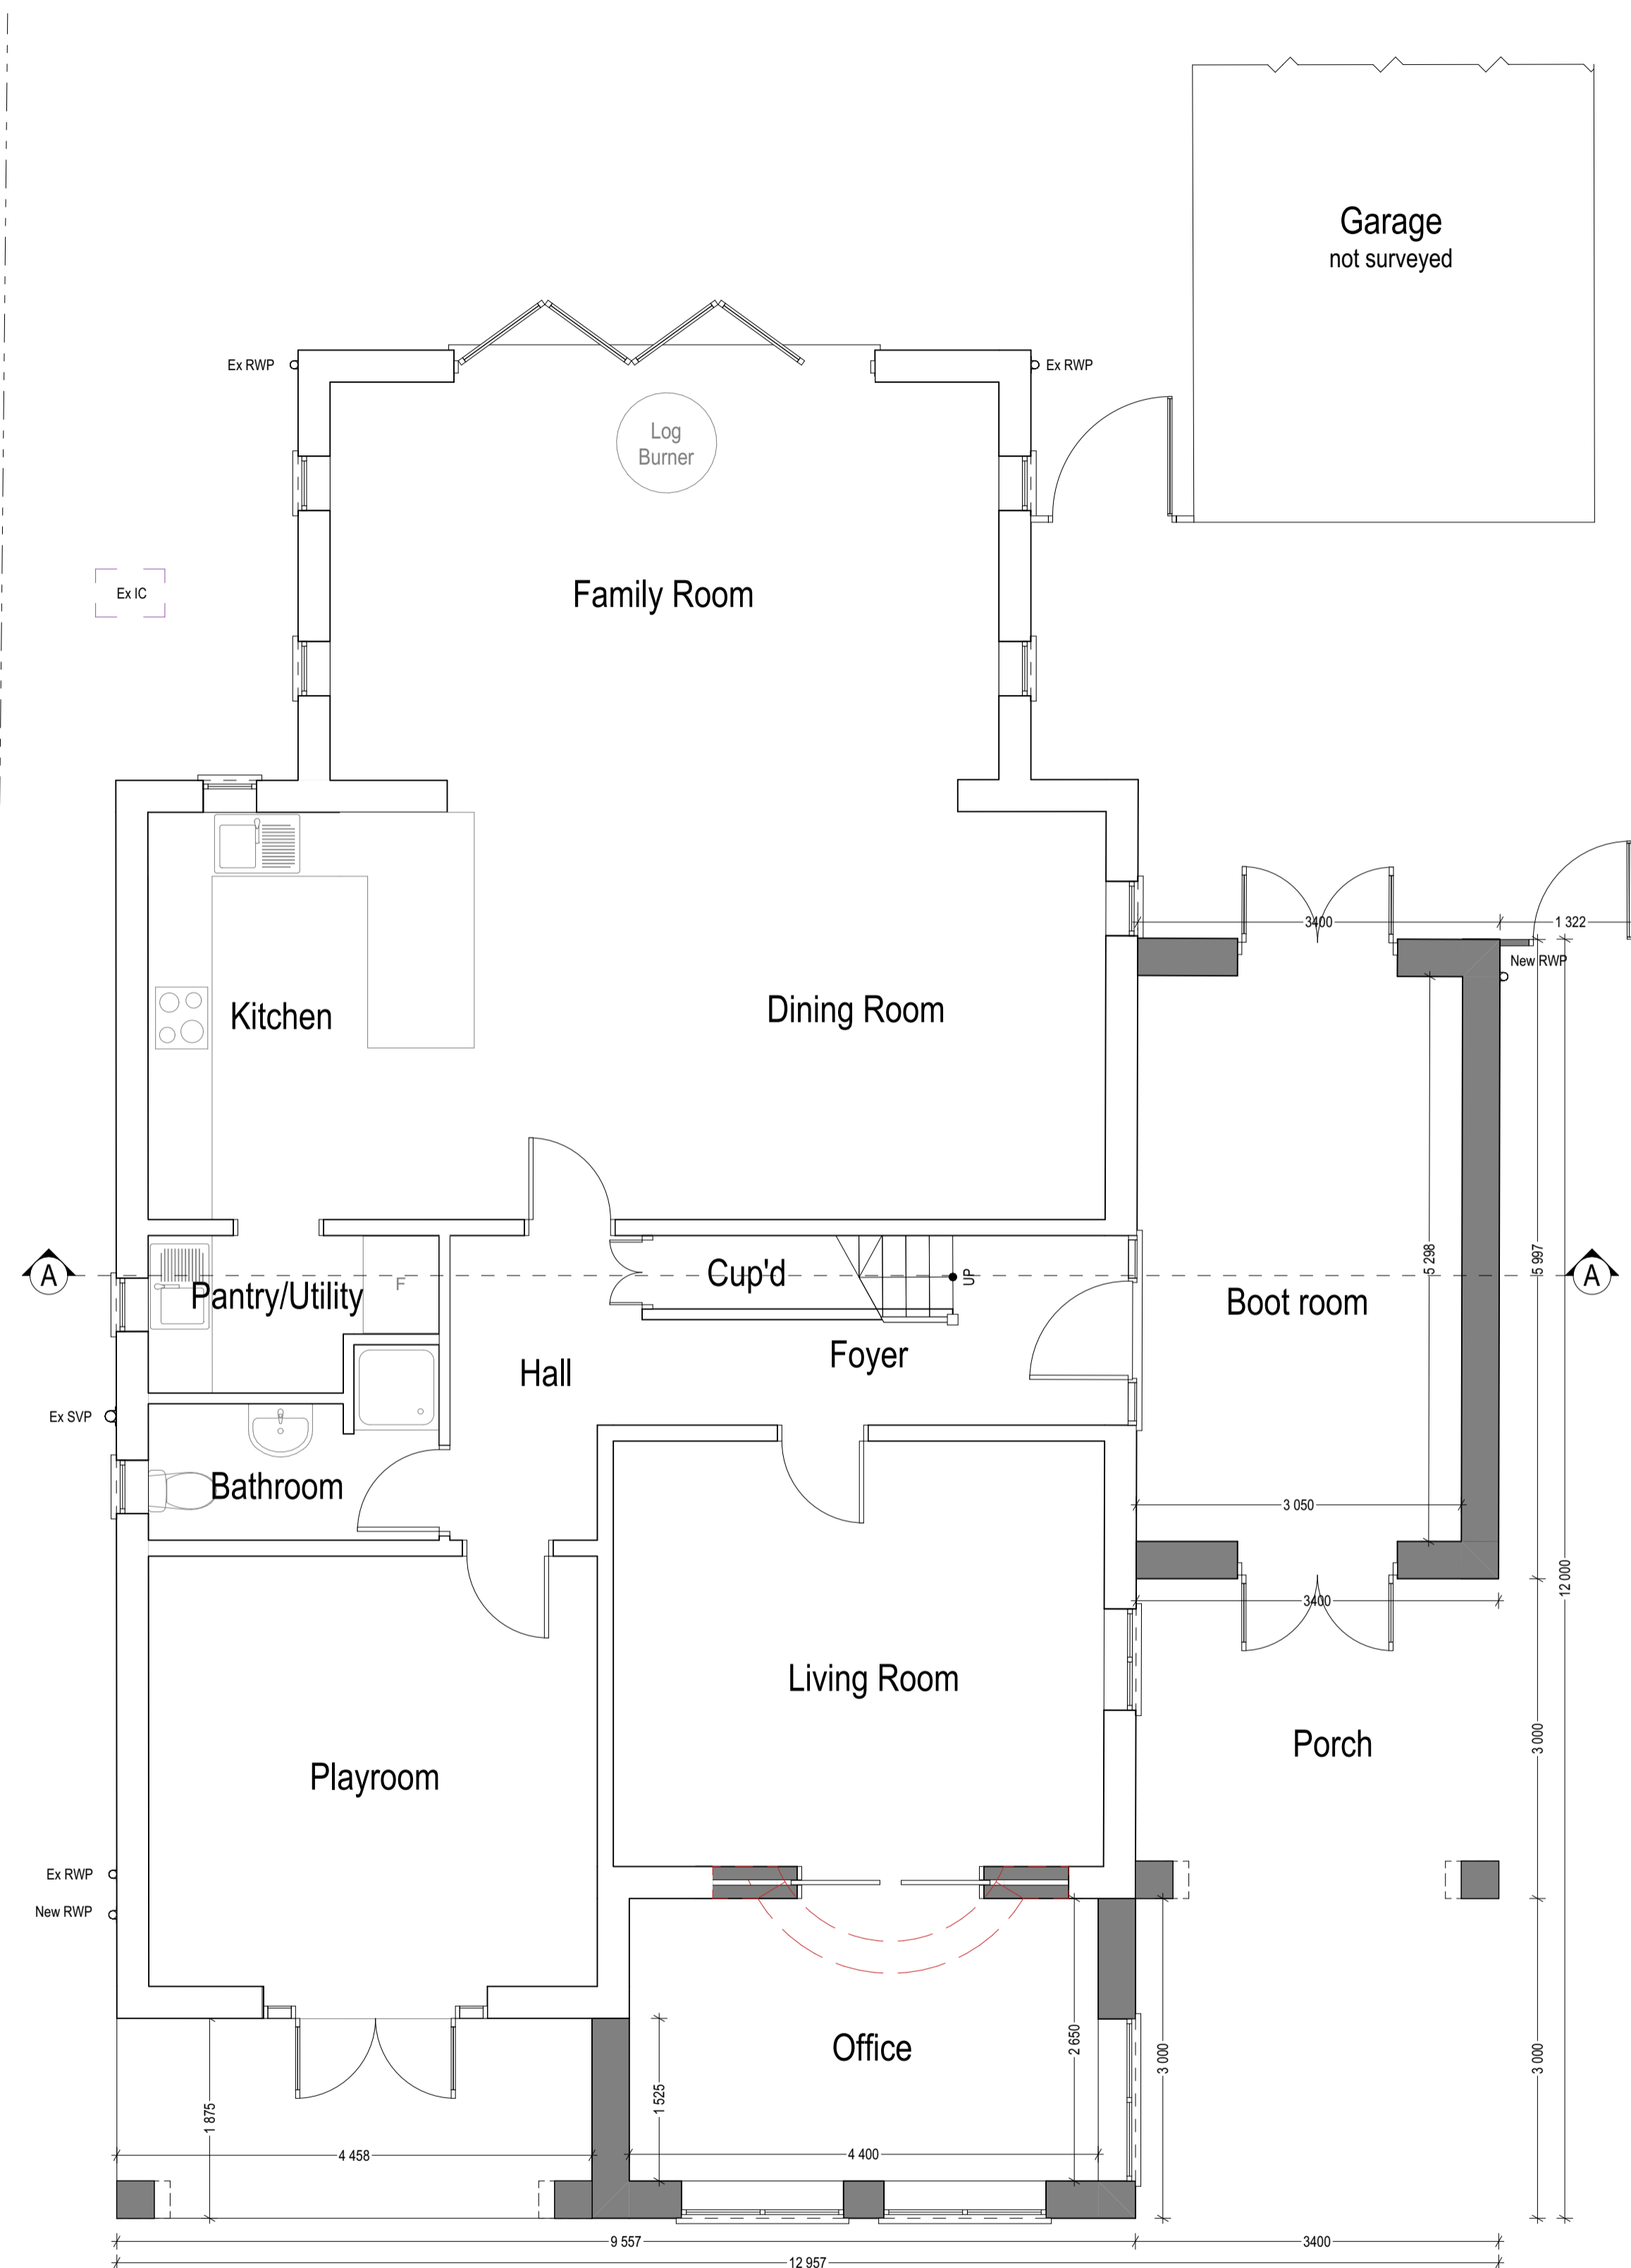 Garage
not surveyed
Ex RWP
Ex RWP
Log
Burner
Ex IC
Family Room
3400
1 322
New RWP
Kitchen
Dining Room
A
Pantry/Utility
F
Cup'd
UP
5 298
5 997
A
Boot room
Hall
Foyer
Ex SVP
Bathroom
3 050
12 000
3400
Living Room
Porch
3 000
Playroom
Ex RWP
New RWP
Office
2 650
3 000
3 000
1 525
1 875
4 458
4 400
9 557
3400
12 957